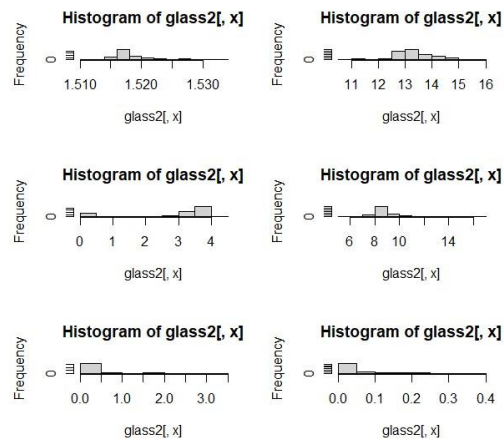 Histogram of glass2[, x]
Frequency
0
1.510 1.520 1.530
glass2[, x]
Histogram of glass2[, x]
Frequency
0
11 12 13 14 15 16
glass2[, x]
Histogram of glass2[, x]
Frequency
0
0 1 2 3 4
glass2[, x]
Histogram of glass2[, x]
Frequency
0
6 8 10 14
glass2[, x]
Histogram of glass2[, x]
Frequency
0
0.0 1.0 2.0 3.0
glass2[, x]
Histogram of glass2[, x]
Frequency
0
0.0 0.1 0.2 0.3 0.4
glass2[, x]